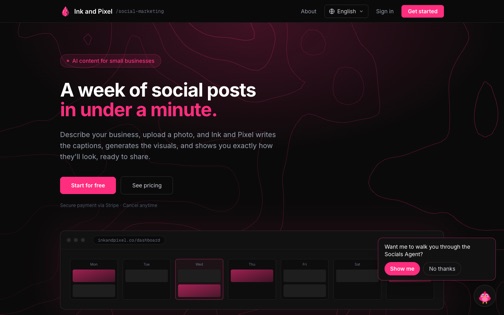 Ink and Pixel /social-marketing
About
English
Sign in
Get started
AI content for small businesses
A week of social posts
in under a minute.
Describe your business, upload a photo, and Ink and Pixel writes
the captions, generates the visuals, and shows you exactly how
they'll look, ready to share.
Start for free
See pricing
Secure payment via Stripe · Cancel anytime
inkandpixel.co/dashboard
Mon
Tue
Wed
Thu
Fri
Sat
Want me to walk you through the
Socials Agent?
Show me
No thanks